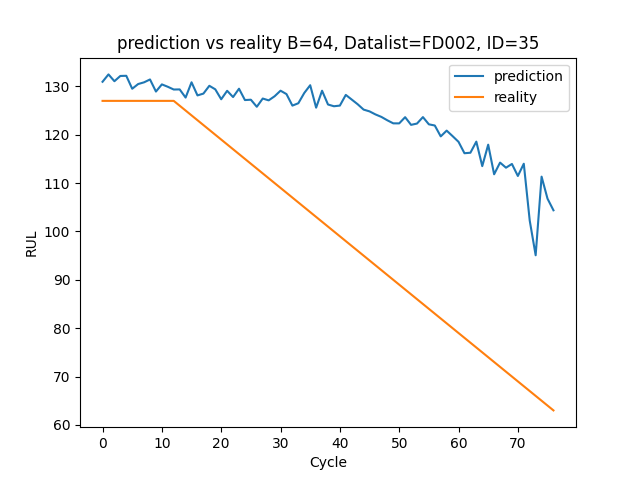 prediction vs reality B=64, Datalist=FD002, ID=35
prediction
reality
RUL
130
120
110
100
90
80
70
60
0 10 20 30 40 50 60 70
Cycle